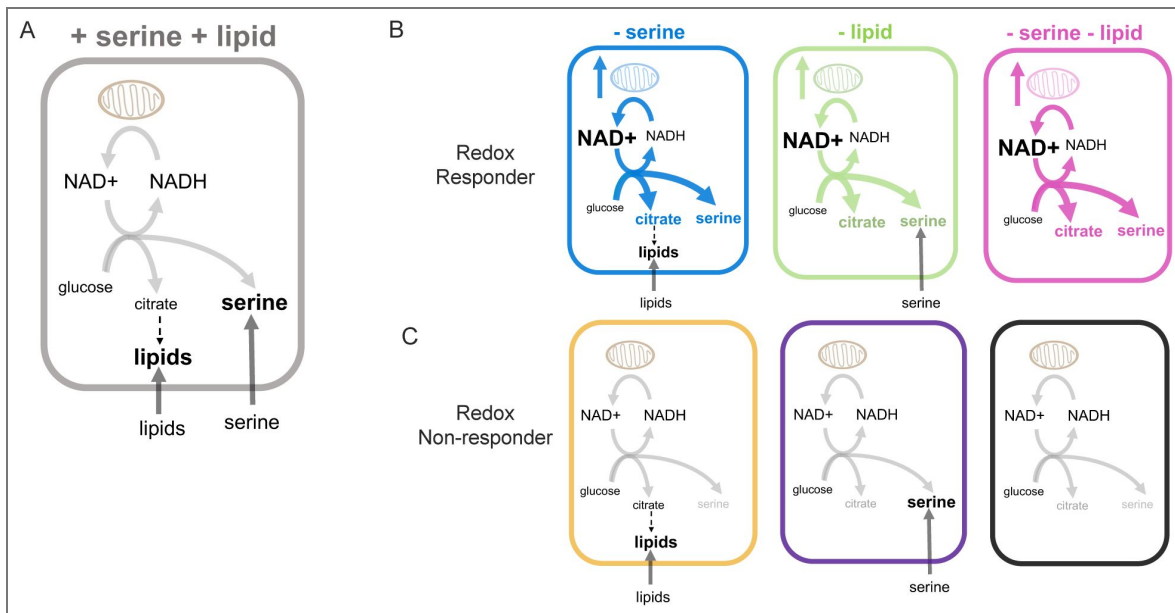 A
+ serine + lipid
NAD+ NADH
glucose
citrate
serine
lipids
lipids
serine
B
- serine
- lipid
- serine - lipid
Redox
Responder
NAD+ NADH
glucose
citrate
serine
lipids
lipids
NAD+ NADH
glucose
citrate
serine
serine
NAD+ NADH
glucose
citrate
serine
C
Redox
Non-responder
NAD+ NADH
glucose
citrate
serine
lipids
lipids
NAD+ NADH
glucose
citrate
serine
serine
NAD+ NADH
glucose
citrate
serine